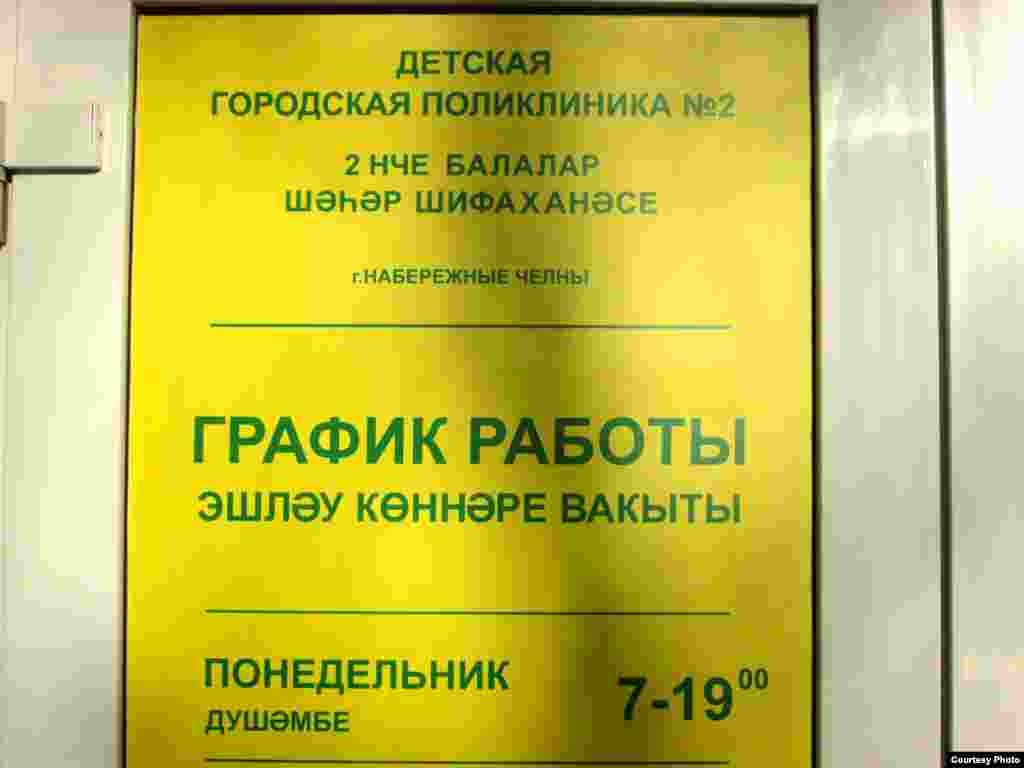 ДЕТСКАЯ
ГОРОДСКАЯ ПОЛИКЛИНИКА №2
2 НЧЕ БАЛАЛАР
ШӘҺӘР ШИФАХАНӘСЕ
г.НАБЕРЕЖНЫЕ ЧЕЛНЫ
ГРАФИК РАБОТЫ
ЭШЛӘУ КӨННӘРЕ ВАКЫТЫ
ПОНЕДЕЛЬНИК
ДУШӘМБЕ
7-19⁰⁰
Courtesy Photo